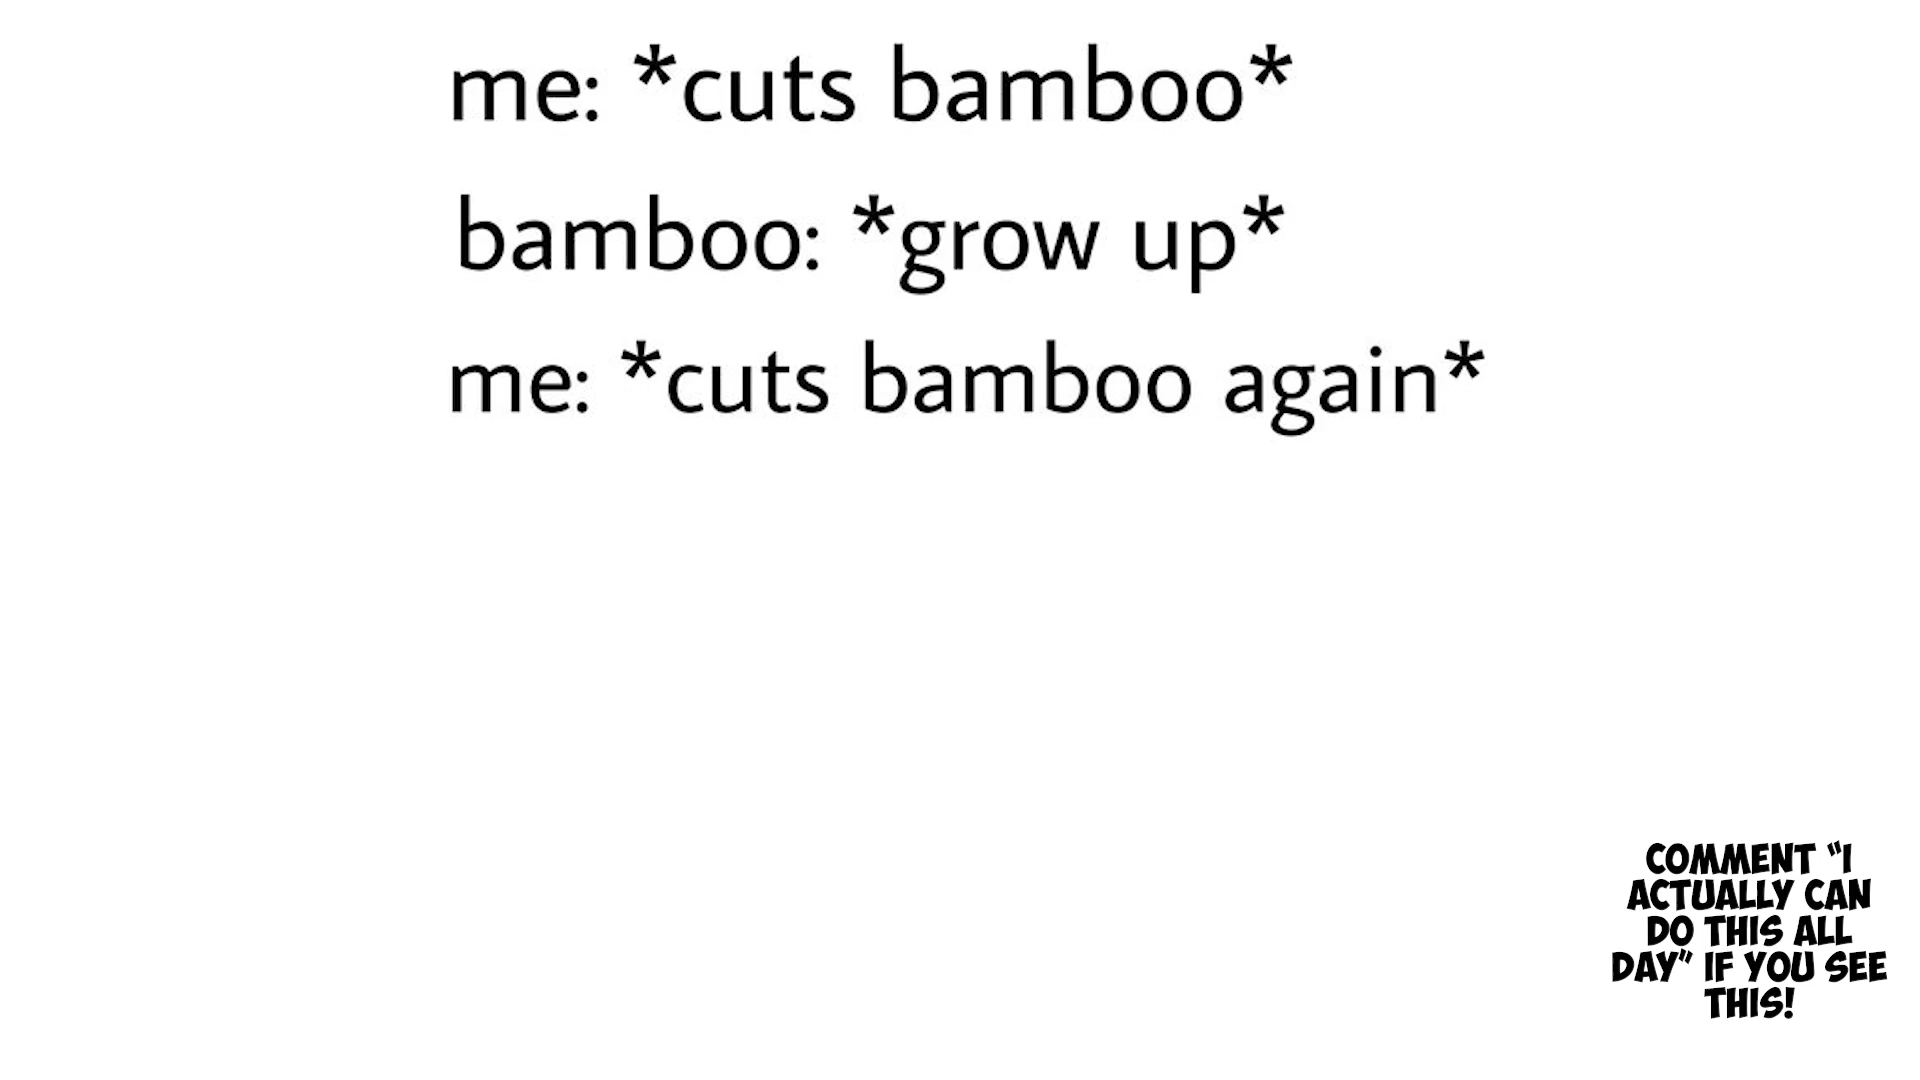 me: *cuts bamboo*
bamboo: *grow up*
me: *cuts bamboo again*
COMMENT "I
ACTUALLY CAN
DO THIS ALL
DAY" IF YOU SEE
THIS!